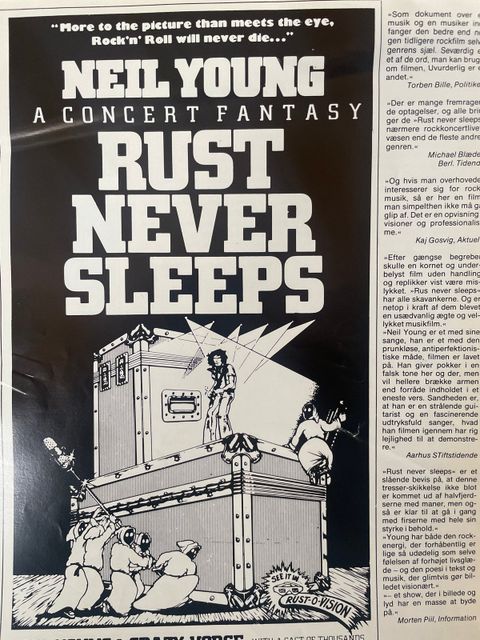 "More to the picture than meets the eye,
Rock'n' Roll will never die..."
NEIL YOUNG
A CONCERT FANTASY
RUST
NEVER
SLEEPS
SEE IT IN
RUST-O-VISION
CRAZY HORSE WITH A CAST OF THOUSANDS
»Som dokument over
musik og en musiker in
fanger den bedre end no
gen tidligere rockfilm selv
genrens sjæl. Seværdig e
et af de ord, man kan brug
om filmen, Uvurderlig er e
andet.«
Torben Bille, Politike
»Der er mange fremrager
de optagelser, og alle brin
ger de »Rust never sleeps
nærmere rockkoncertlive
væsen end de fleste andre
genren.«
Michael Blæde
Berl. Tidend
»Og hvis man overhovede
interesserer sig for rock
musik, så er her en film
man simpelthen ikke må ga
glip af. Det er en opvisning
visioner og professionalis
me.«
Kaj Gosvig, Aktuel
»Efter gængse begreber
skulle en kornet og under
belyst film uden handling
og replikker vist være mis-
lykket. »Rus never sleeps«
har alle skavankerne. Og er
netop i kraft af dem blevet
en usædvanlig ægte og vel-
lykket musikfilm.«
»Neil Young er et med sine
sange, han er et med den
prunkløse, antiperfektionis-
tiske måde, filmen er lavet
på. Han giver pokker i en
falsk tone her og der, men
vil hellere brække armen
end forråde indholdet i et
eneste vers. Sandheden er,
at han er en strålende gui-
tarist og en fascinerende
udtryksfuld sanger, hvad
han filmen igennem har rig
lejlighed til at demonstre-
re.«
Aarhus STiftstidende
»Rust never sleeps« er et
slående bevis på, at denne
tresser-skikkelse ikke blot
er kommet ud af halvfjerd-
serne med maner, men og-
så er klar til at gå i gang
med firserne med hele sin
styrke i behold.«
»Young har både den rock-
energi, der forhåbentlig er
lige så udødelig som selve
følelsen af forhøjet livsglæ-
de – og den poesi i tekst og
musik, der glimtvis gør bil-
ledet visionært.«
»– et show, der i billede og
lyd har en masse at byde
på.«
Morten Piil, Information